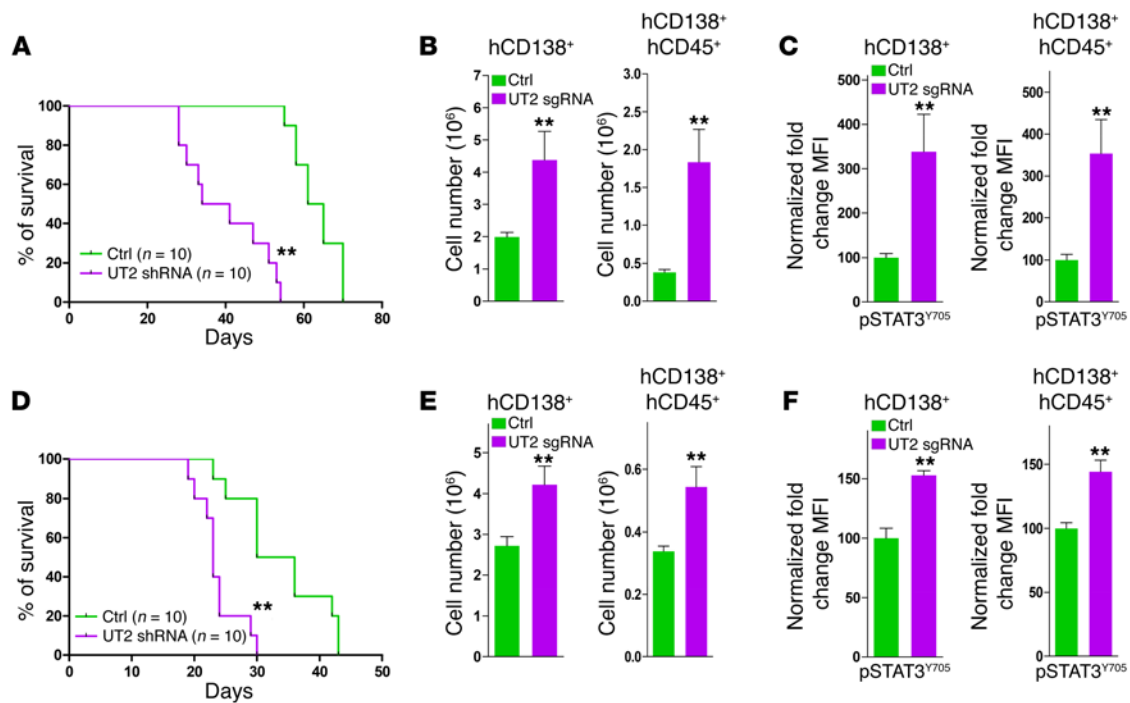 A
% of survival
100
80
60
40
20
0
Ctrl (n = 10)
UT2 shRNA (n = 10)
**
0 20 40 60 80
Days
B
hCD138+
Ctrl
UT2 sgRNA
**
Cell number (10⁶)
7
6
5
4
3
2
1
0
hCD138+
hCD45+
**
Cell number (10⁶)
3.0
2.5
2.0
1.5
1.0
0.5
0.0
C
hCD138+
Ctrl
UT2 sgRNA
**
Normalized fold
change MFI
500
400
300
200
100
0
pSTAT3Y705
hCD138+
hCD45+
**
Normalized fold
change MFI
500
400
300
200
100
0
pSTAT3Y705
D
% of survival
100
80
60
40
20
0
Ctrl (n = 10)
UT2 shRNA (n = 10)
**
0 10 20 30 40 50
Days
E
hCD138+
Ctrl
UT2 sgRNA
**
Cell number (10⁶)
5
4
3
2
1
0
hCD138+
hCD45+
**
Cell number (10⁶)
0.6
0.4
0.2
0.0
F
hCD138+
Ctrl
UT2 sgRNA
**
Normalized fold
change MFI
150
100
50
0
pSTAT3Y705
hCD138+
hCD45+
**
Normalized fold
change MFI
150
100
50
0
pSTAT3Y705